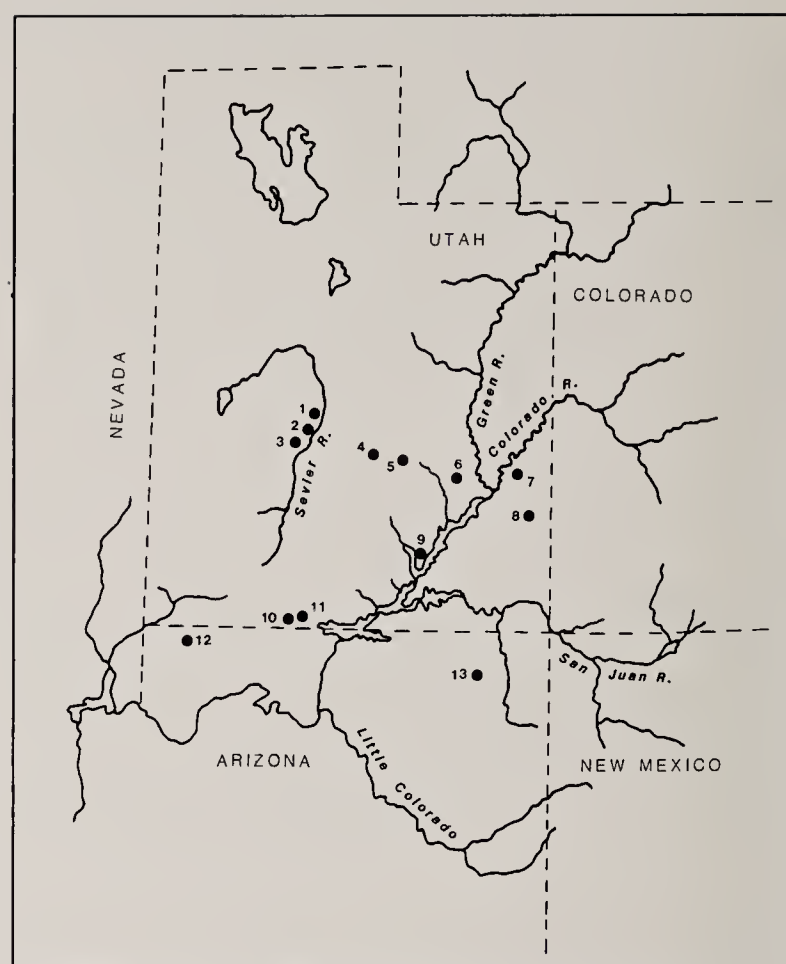 UTAH
COLORADO
NEVADA
Green R.
Colorado R.
1
2
3
Sevier R.
4
5
6
7
8
9
10
11
12
13
San Juan R.
ARIZONA
NEW MEXICO
Little Colorado